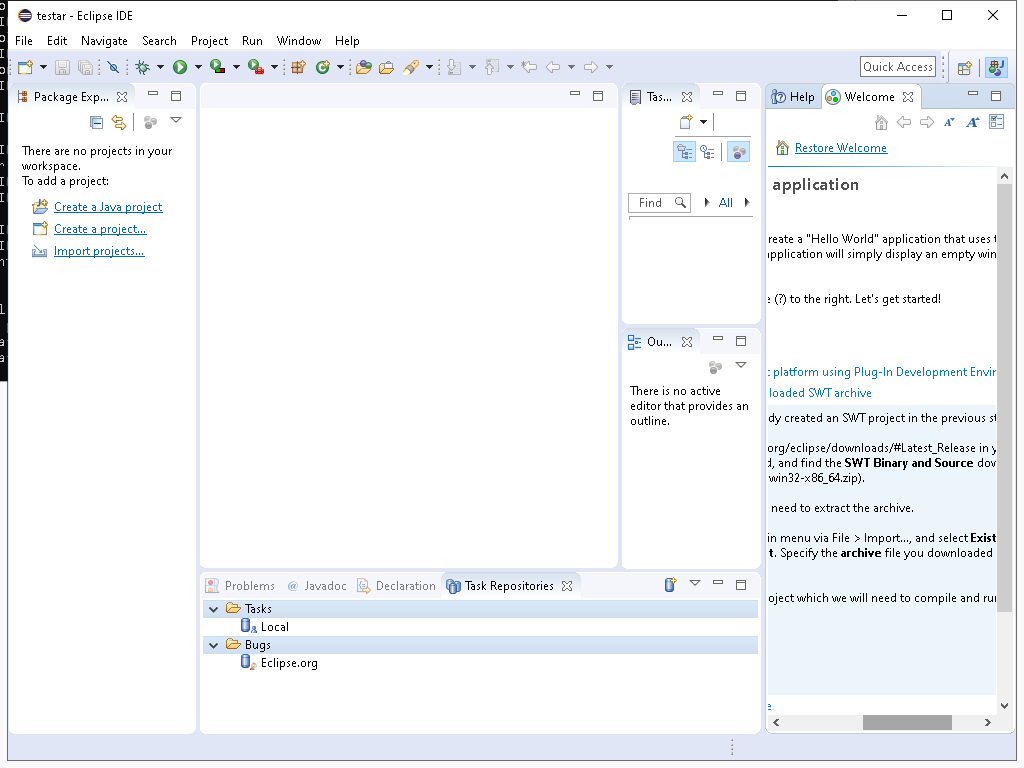 testar - Eclipse IDE
File Edit Navigate Search Project Run Window Help
Quick Access
Package Exp...
There are no projects in your
workspace.
To add a project:
Create a Java project
Create a project...
Import projects...
Tas...
Find
All
Ou...
There is no active
editor that provides an
outline.
Help Welcome
Restore Welcome
application
reate a "Hello World" application that uses
application will simply display an empty win
(?) to the right. Let's get started!
platform using Plug-In Development Envir
loaded SWT archive
dy created an SWT project in the previous st
org/eclipse/downloads/#Latest_Release in y
, and find the SWT Binary and Source dow
win32-x86_64.zip).
need to extract the archive.
in menu via File > Import..., and select Exist
t. Specify the archive file you downloaded
oject which we will need to compile and ru
Problems @ Javadoc Declaration Task Repositories
Tasks
Local
Bugs
Eclipse.org